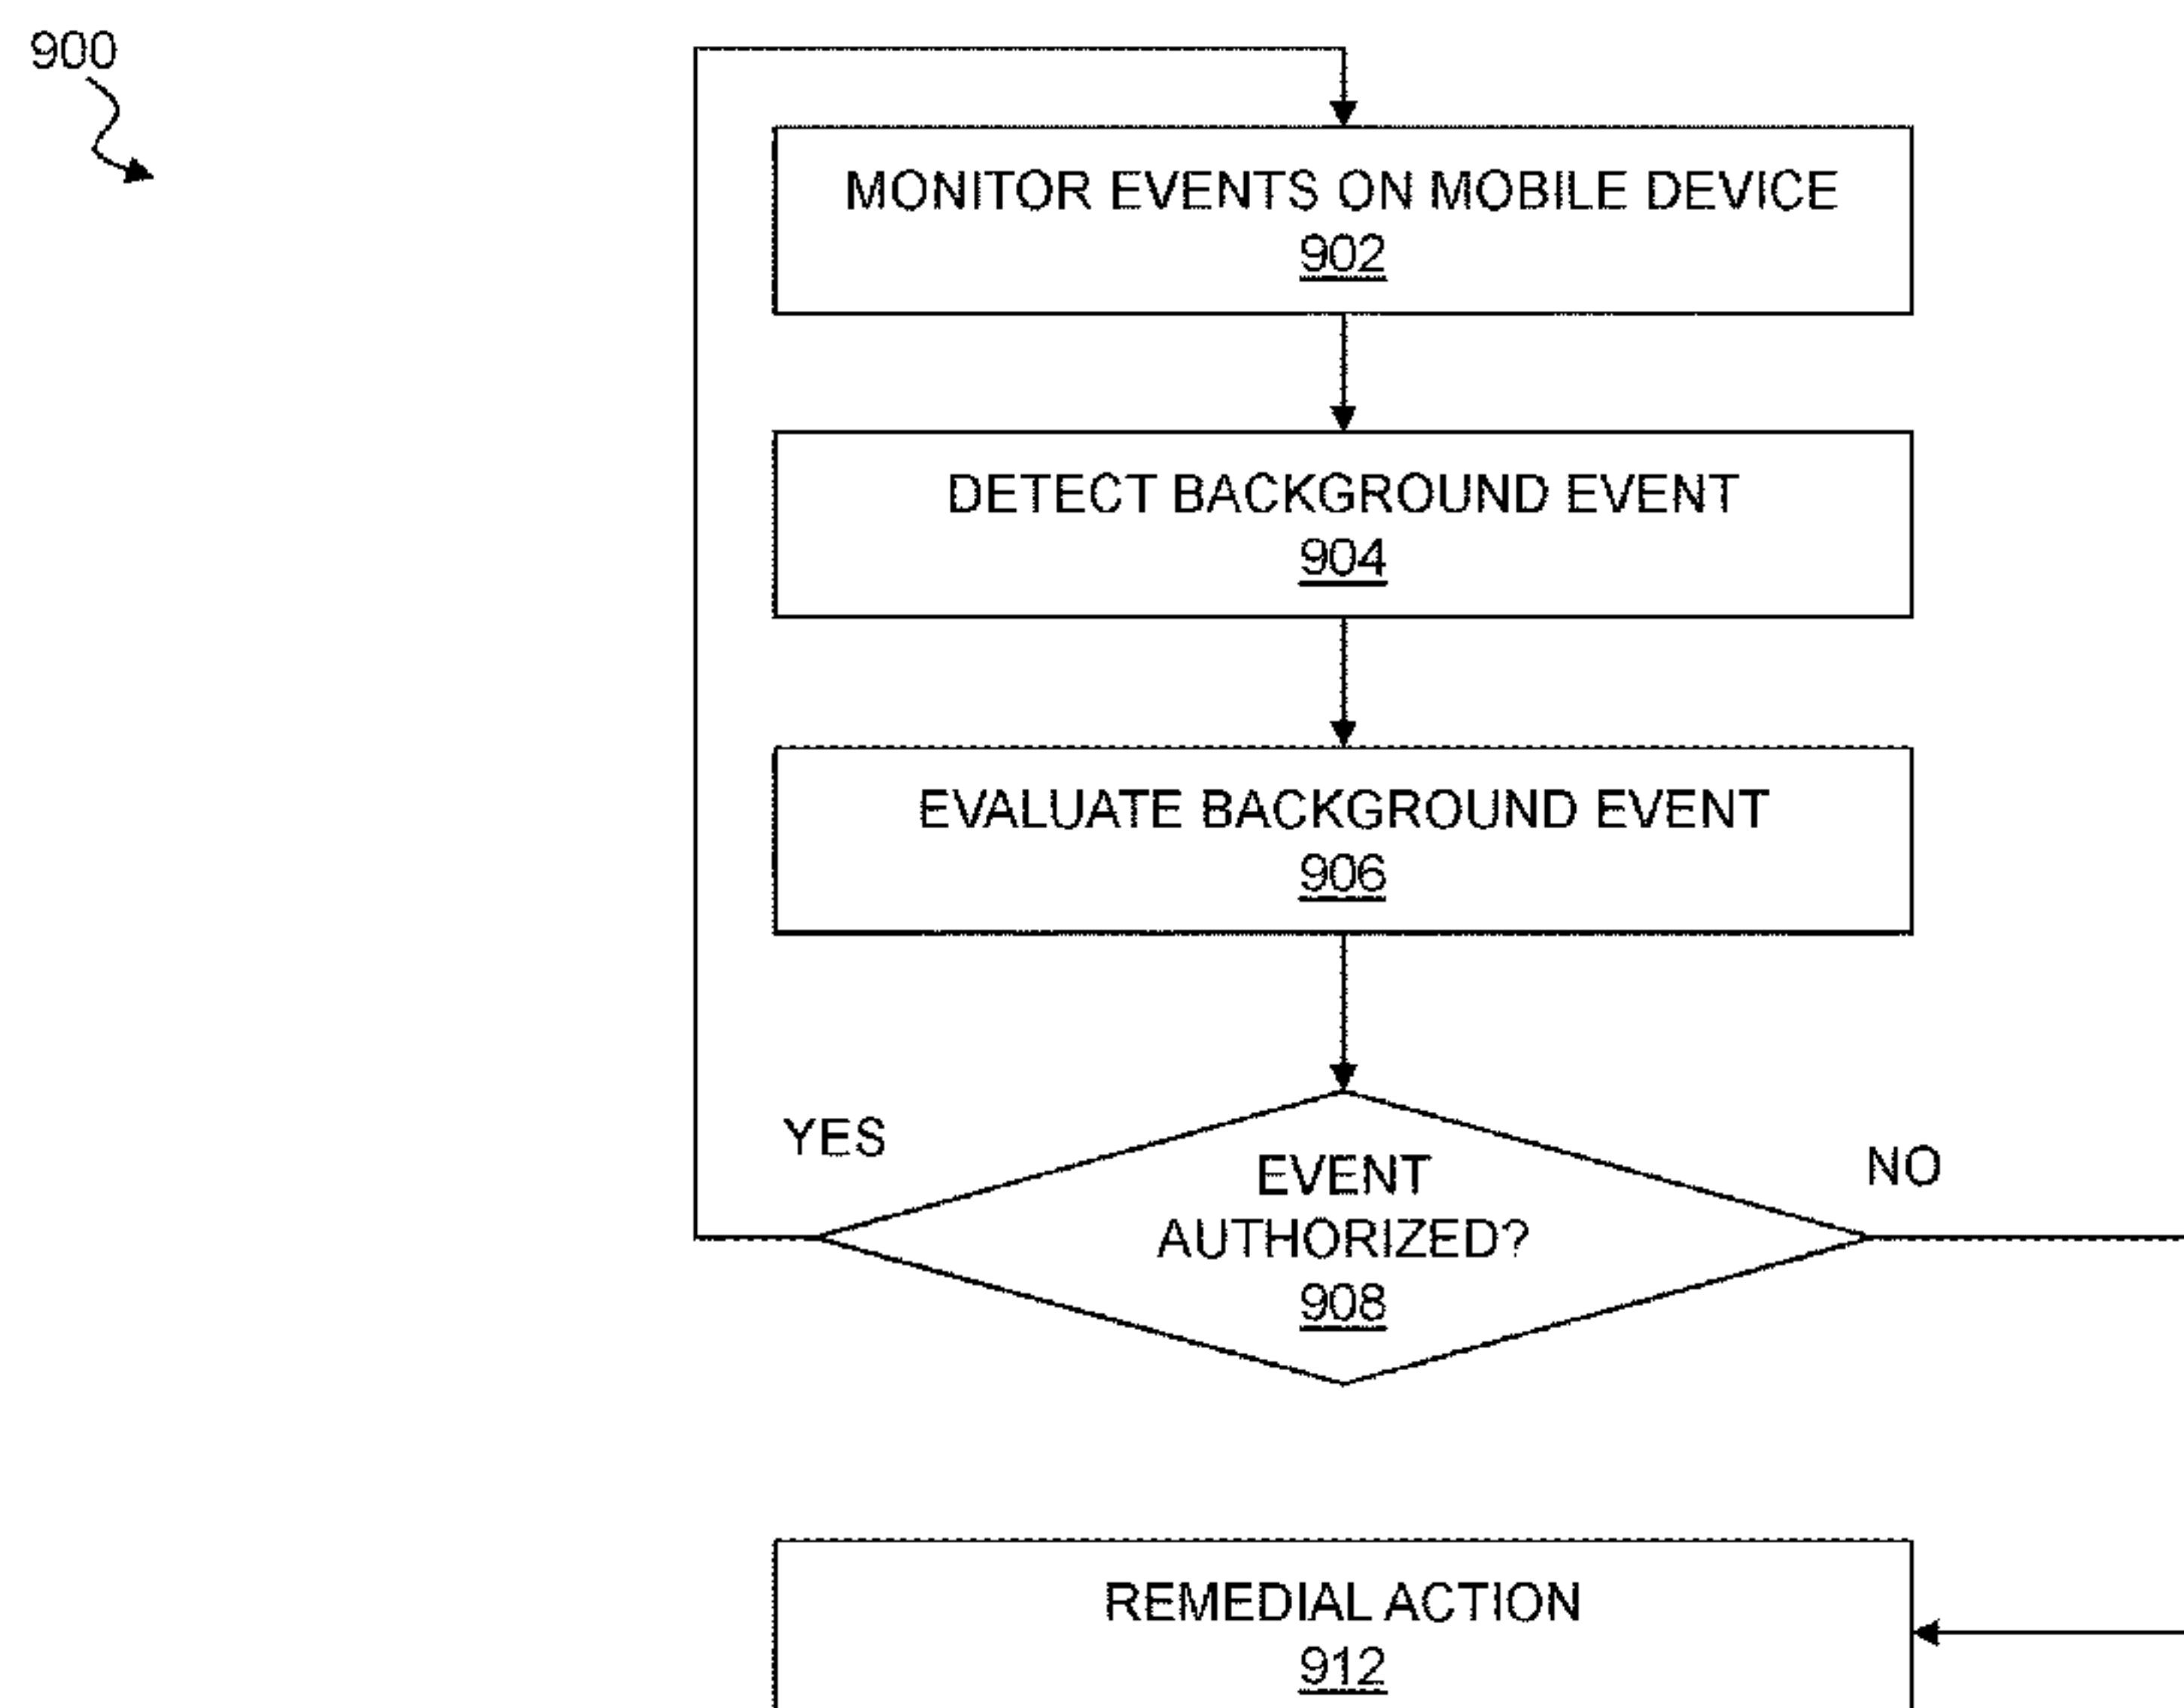 900
MONITOR EVENTS ON MOBILE DEVICE
902
DETECT BACKGROUND EVENT
904
EVALUATE BACKGROUND EVENT
906
YES
EVENT
AUTHORIZED?
908
NO
REMEDIAL ACTION
912